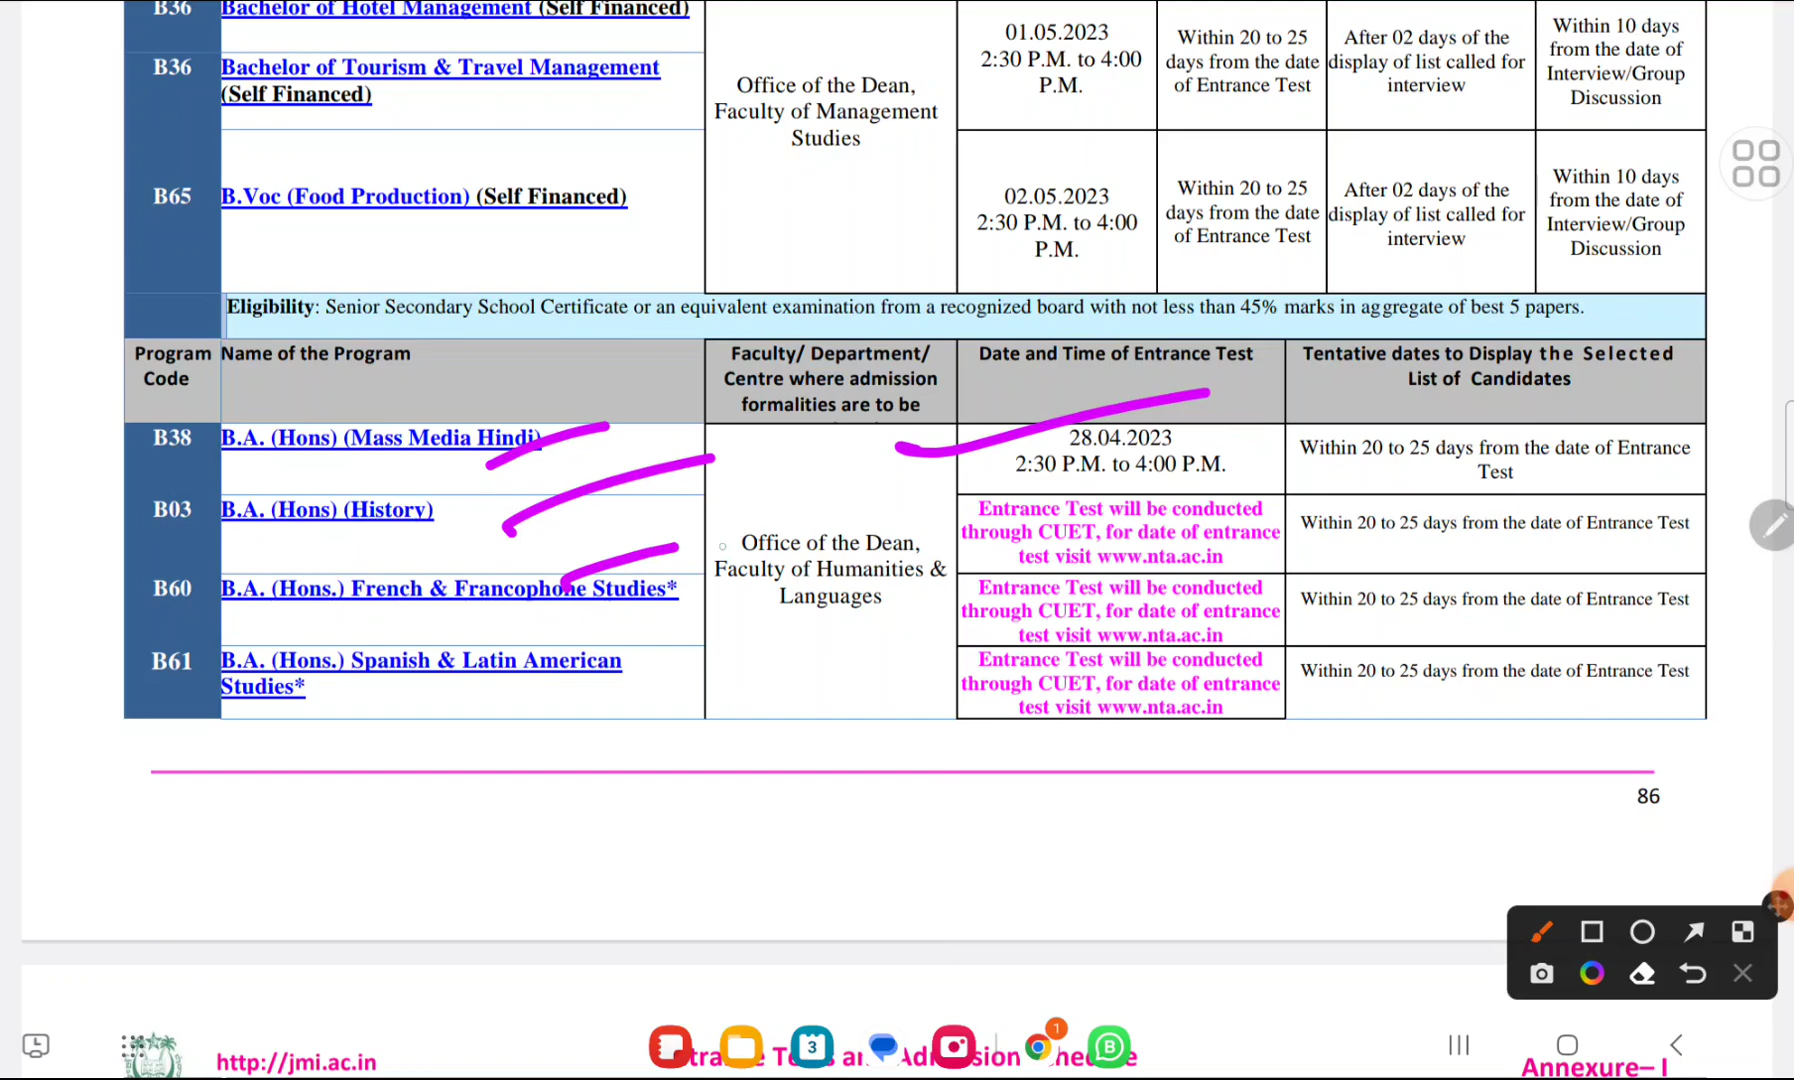 B36
Bachelor of Hotel Management (Self Financed)
B36
Bachelor of Tourism & Travel Management
(Self Financed)
Office of the Dean,
Faculty of Management
Studies
01.05.2023
2:30 P.M. to 4:00
P.M.
Within 20 to 25
days from the date
of Entrance Test
After 02 days of the
display of list called for
interview
Within 10 days
from the date of
Interview/Group
Discussion
B65
B.Voc (Food Production) (Self Financed)
02.05.2023
2:30 P.M. to 4:00
P.M.
Within 20 to 25
days from the date
of Entrance Test
After 02 days of the
display of list called for
interview
Within 10 days
from the date of
Interview/Group
Discussion
Eligibility: Senior Secondary School Certificate or an equivalent examination from a recognized board with not less than 45% marks in aggregate of best 5 papers.
Program
Code
Name of the Program
Faculty/ Department/
Centre where admission
formalities are to be
Date and Time of Entrance Test
Tentative dates to Display the Selected
List of Candidates
B38
B.A. (Hons) (Mass Media Hindi)
28.04.2023
2:30 P.M. to 4:00 P.M.
Within 20 to 25 days from the date of Entrance
Test
B03
B.A. (Hons) (History)
Office of the Dean,
Faculty of Humanities &
Languages
Entrance Test will be conducted
through CUET, for date of entrance
test visit www.nta.ac.in
Within 20 to 25 days from the date of Entrance Test
B60
B.A. (Hons.) French & Francophone Studies*
Entrance Test will be conducted
through CUET, for date of entrance
test visit www.nta.ac.in
Within 20 to 25 days from the date of Entrance Test
B61
B.A. (Hons.) Spanish & Latin American
Studies*
Entrance Test will be conducted
through CUET, for date of entrance
test visit www.nta.ac.in
Within 20 to 25 days from the date of Entrance Test
86
http://jmi.ac.in
Annexure– I
3
1
B